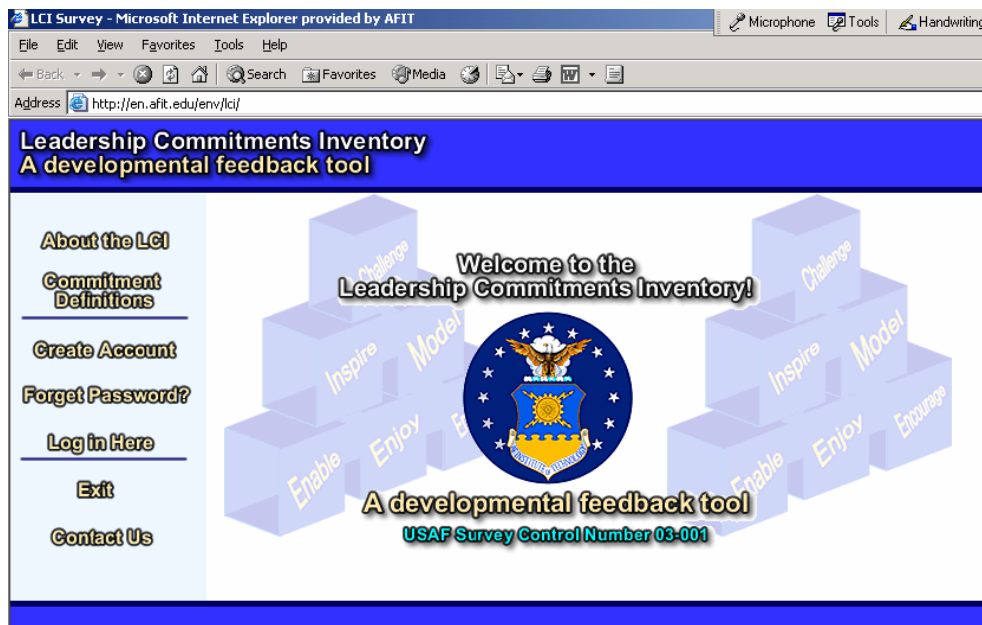 LCI Survey - Microsoft Internet Explorer provided by AFIT
Microphone Tools Handwriting
File Edit View Favorites Tools Help
Back Search Favorites Media
Address http://en.afit.edu/env/lci/
Leadership Commitments Inventory
A developmental feedback tool
About the LCI
Commitment
Definitions
Create Account
Forget Password?
Log in Here
Exit
Contact Us
Challenge
Inspire Model
Enable Enjoy
Welcome to the
Leadership Commitments Inventory!
A developmental feedback tool
USAF Survey Control Number 03-001
Challenge
Inspire Model
Enable Enjoy Encourage